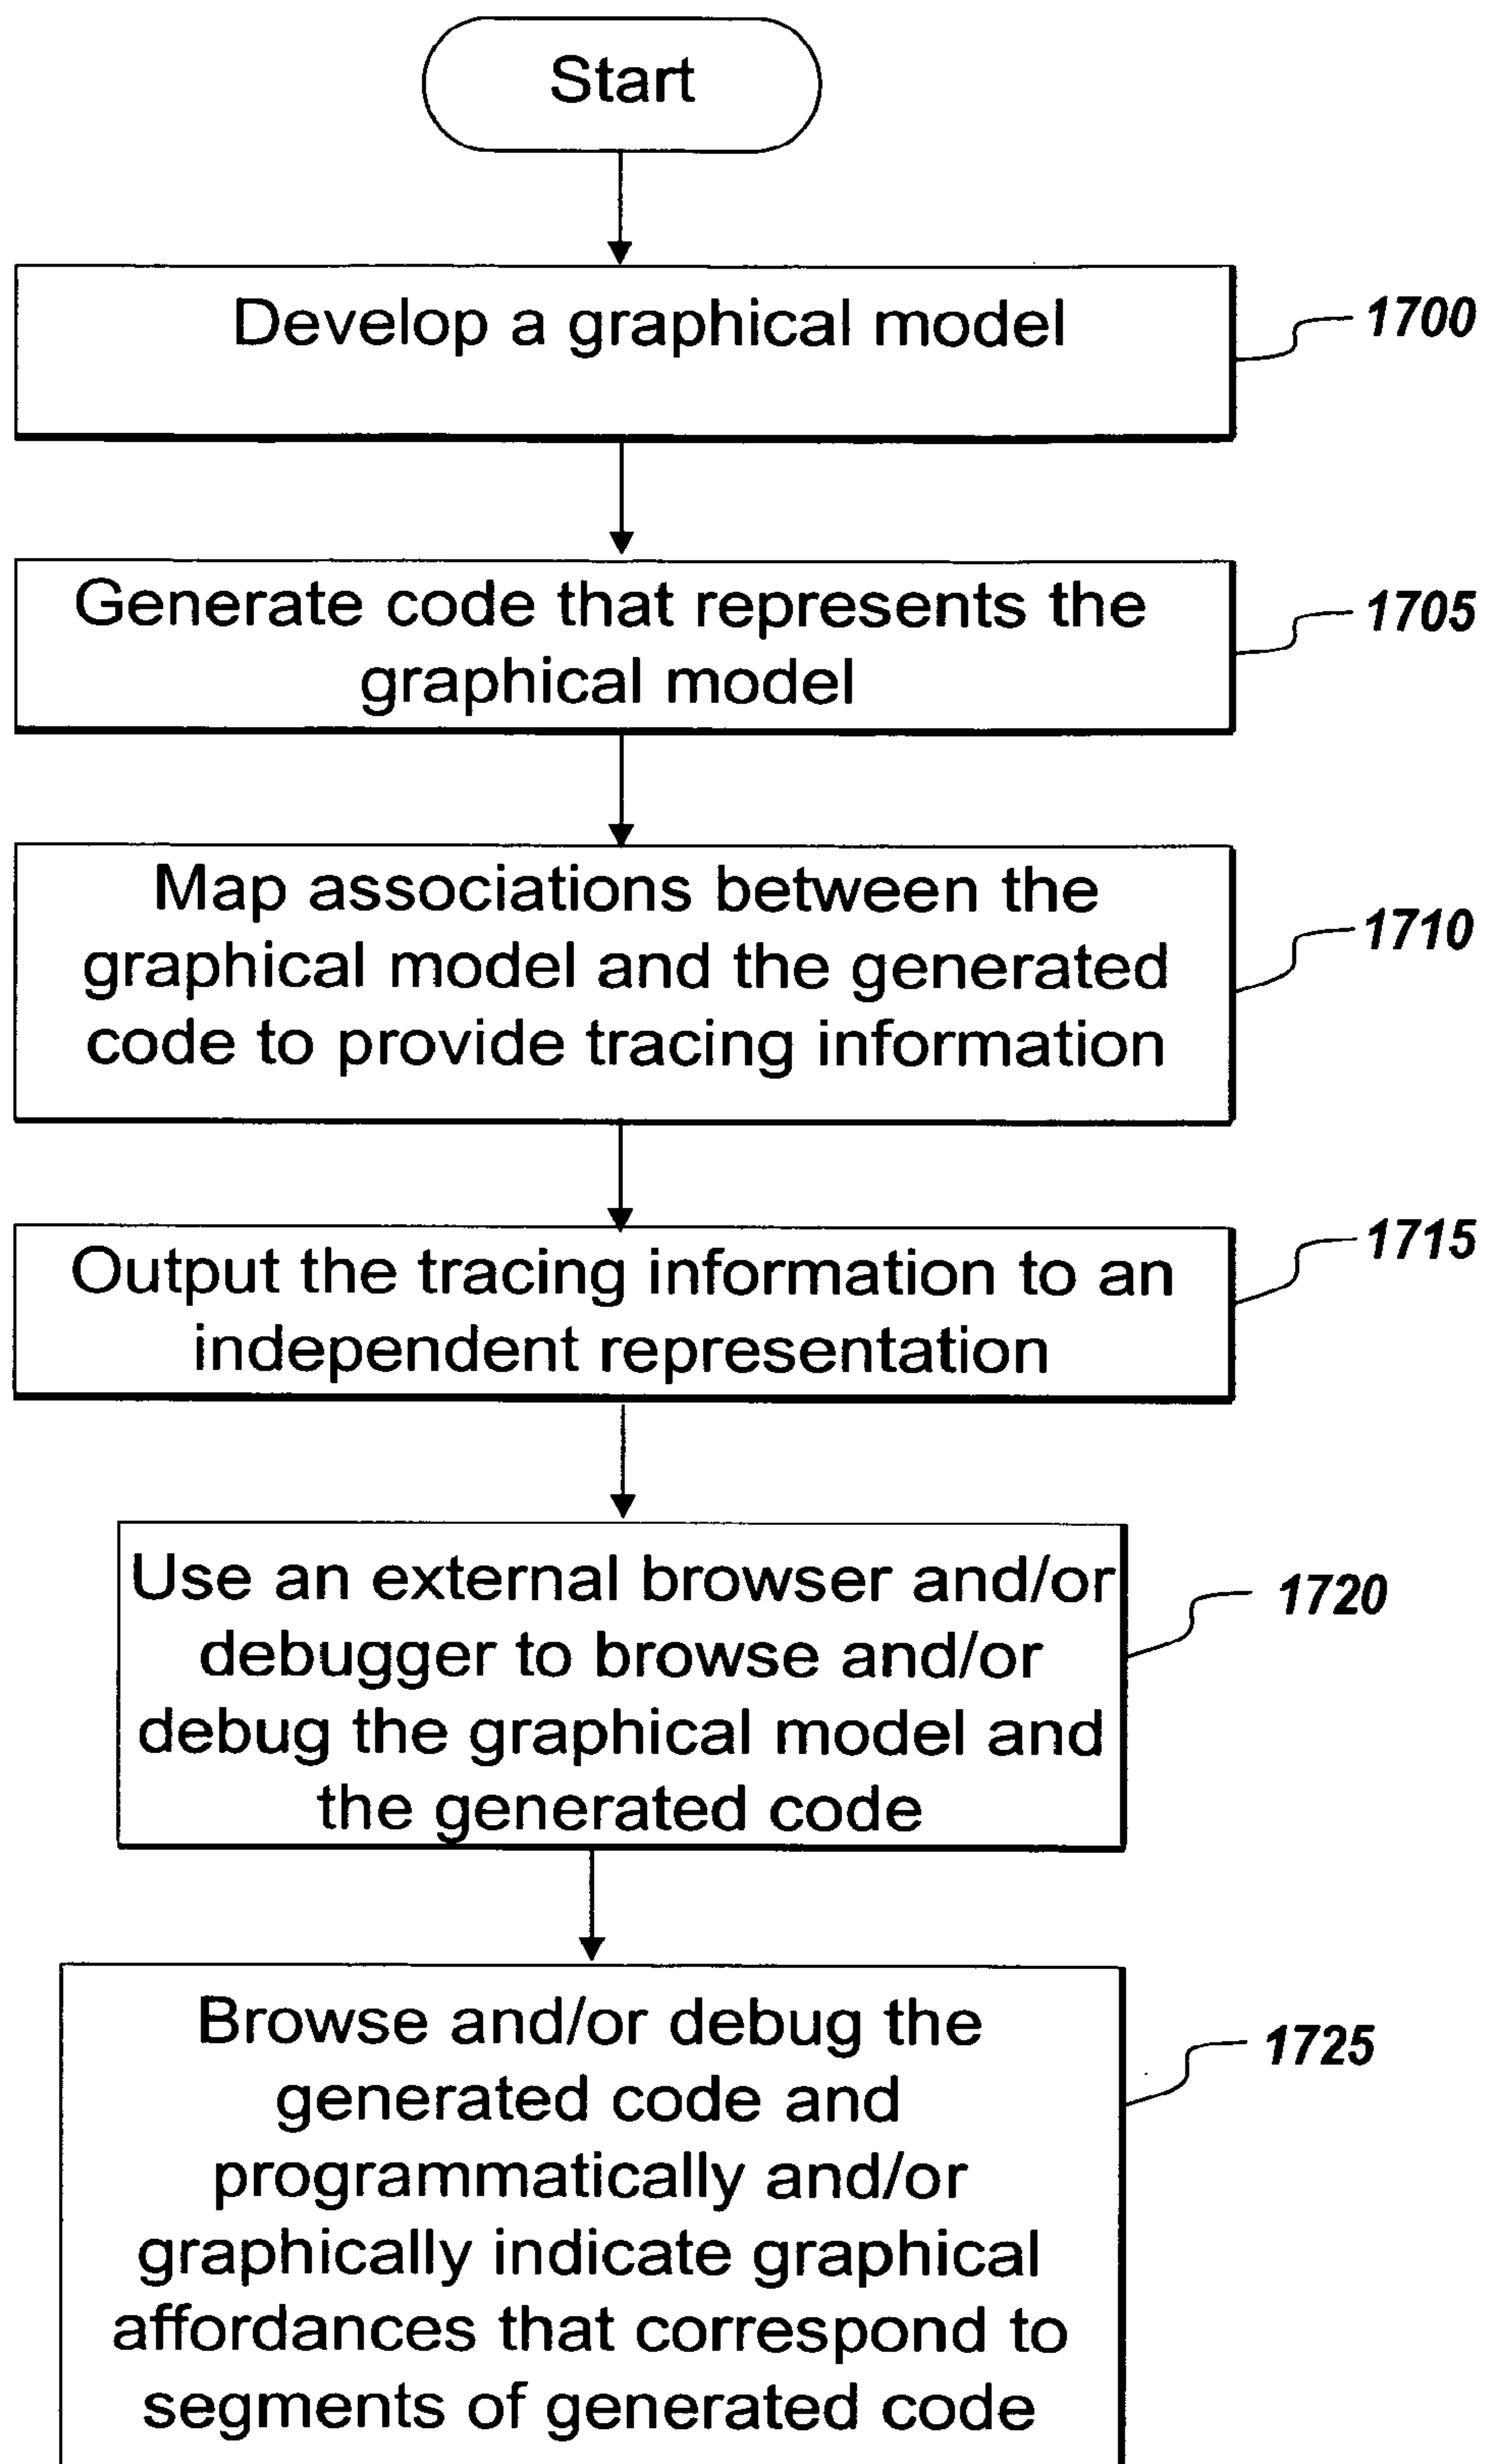 Start
Develop a graphical model
1700
Generate code that represents the
graphical model
1705
Map associations between the
graphical model and the generated
code to provide tracing information
1710
Output the tracing information to an
independent representation
1715
Use an external browser and/or
debugger to browse and/or
debug the graphical model and
the generated code
1720
Browse and/or debug the
generated code and
programmatically and/or
graphically indicate graphical
affordances that correspond to
segments of generated code
1725